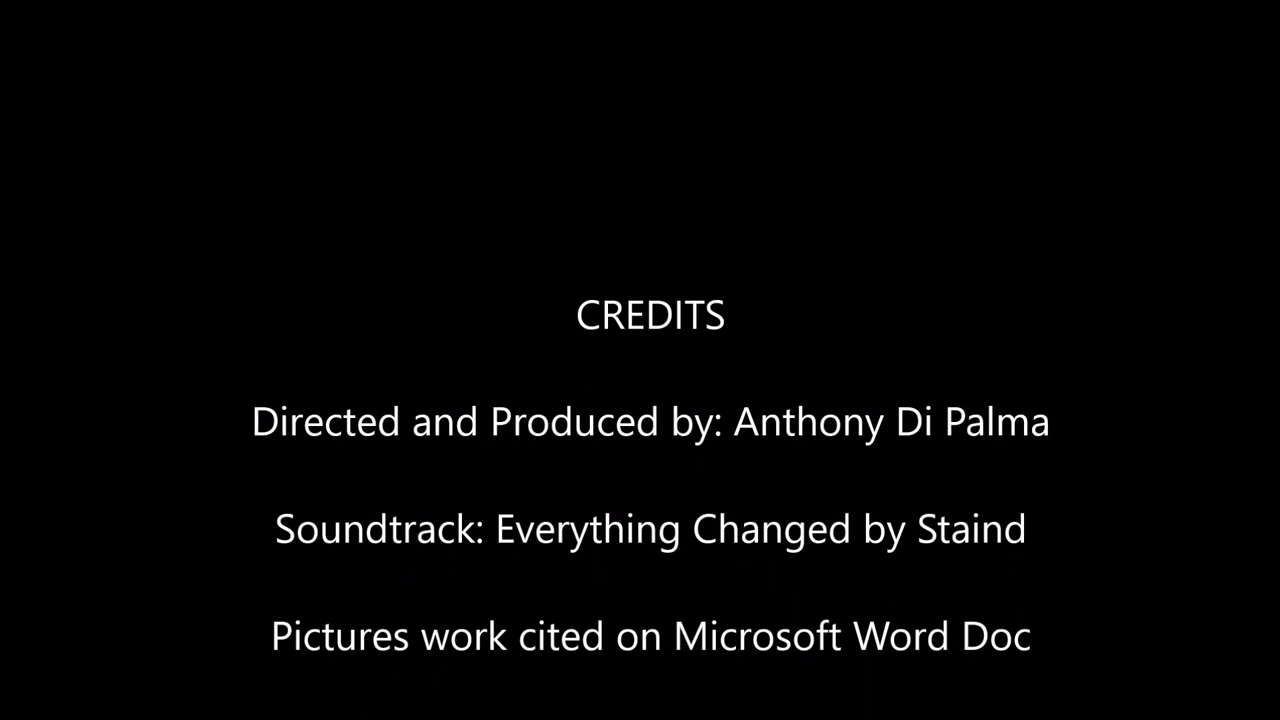 CREDITS
Directed and Produced by: Anthony Di Palma
Soundtrack: Everything Changed by Staind
Pictures work cited on Microsoft Word Doc